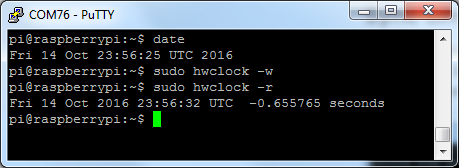 COM76 - PuTTY
pi@raspberrypi:~$ date
Fri 14 Oct 23:56:25 UTC 2016
pi@raspberrypi:~$ sudo hwclock -w
pi@raspberrypi:~$ sudo hwclock -r
Fri 14 Oct 2016 23:56:32 UTC  -0.655765 seconds
pi@raspberrypi:~$